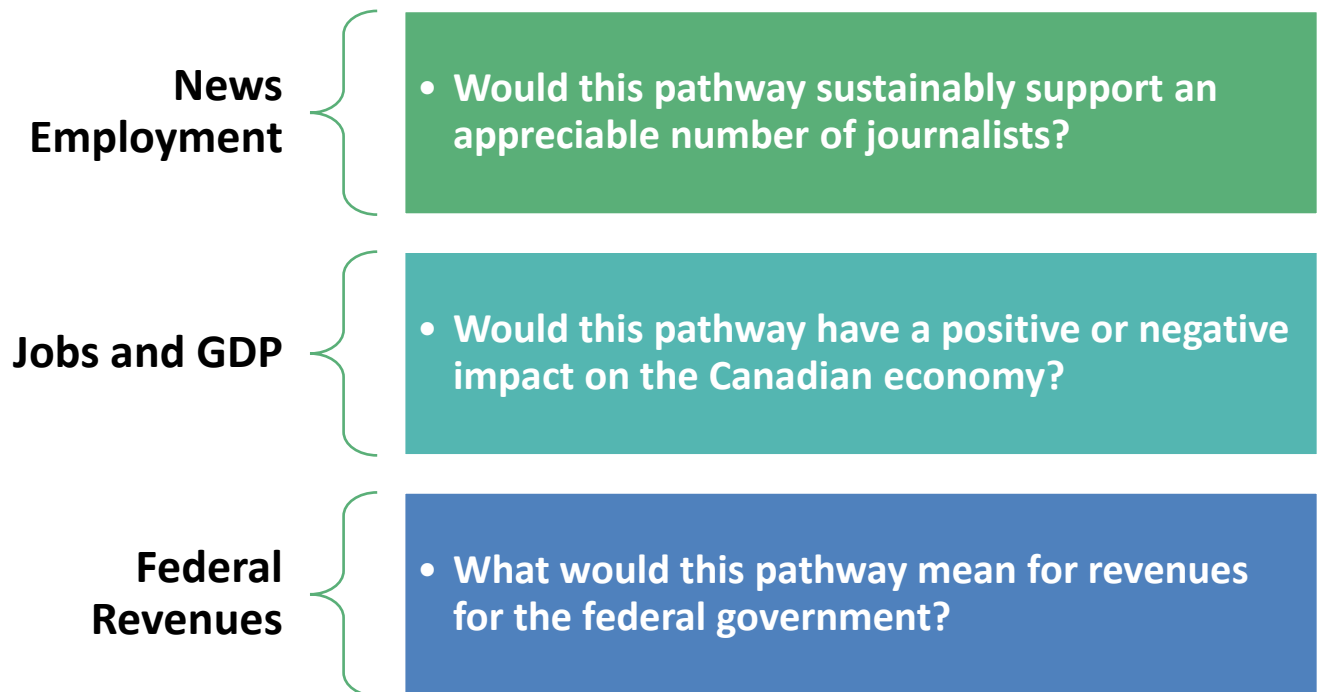 News
Employment
• Would this pathway sustainably support an
appreciable number of journalists?
Jobs and GDP
• Would this pathway have a positive or negative
impact on the Canadian economy?
Federal
Revenues
• What would this pathway mean for revenues
for the federal government?